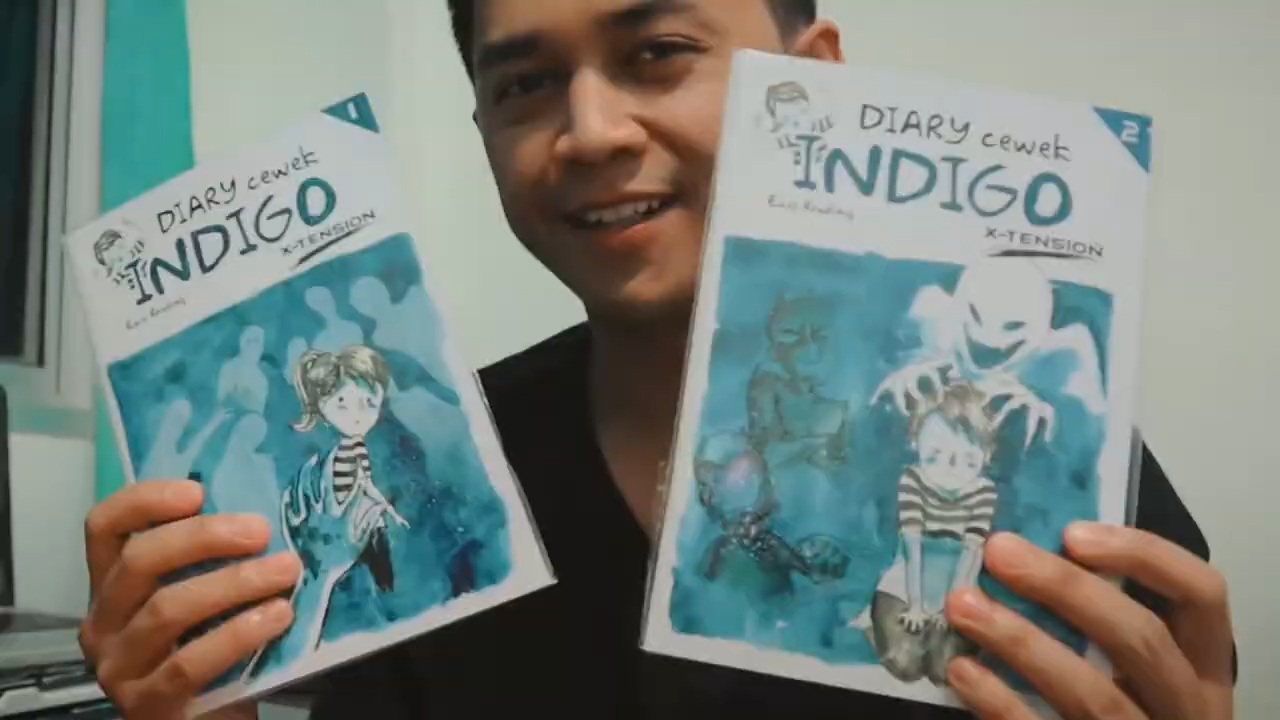 1
DIARY cewek
INDIGO
X-TENSION
2
DIARY cewek
INDIGO
X-TENSION